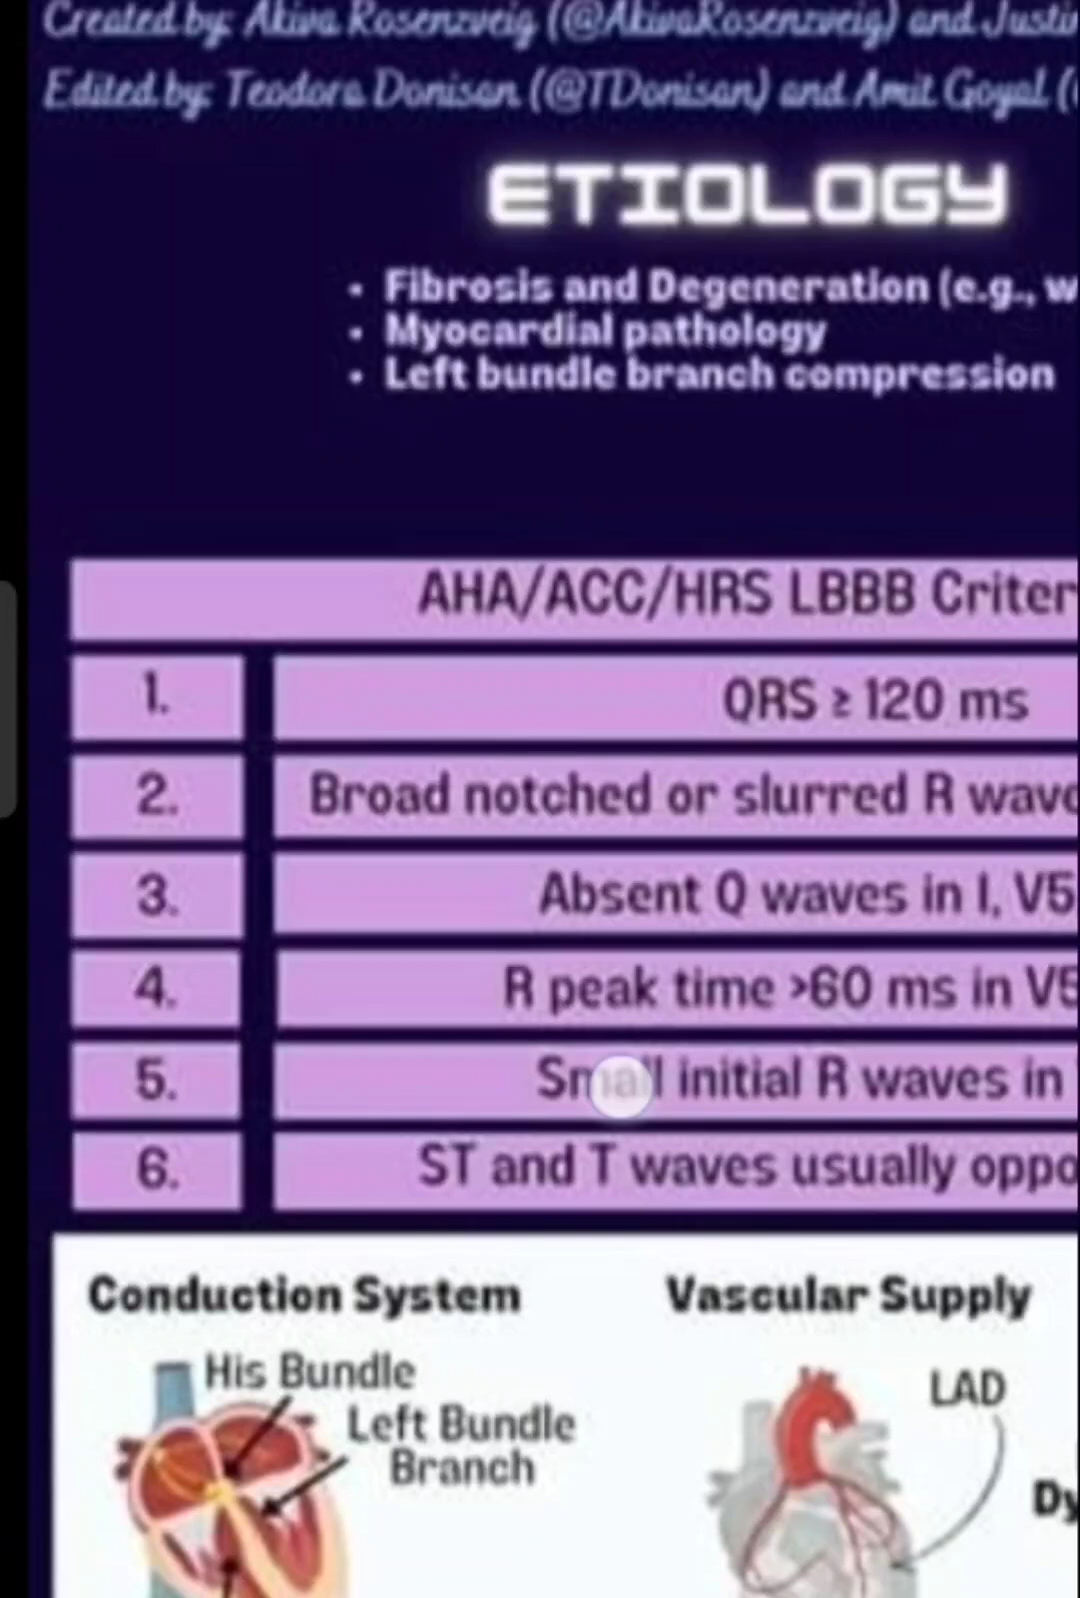 Created by: Akiva Rosenzveig (@AkivaRosenzveig) and
Edited by: Teodora Donisan (@TDonisan) and Amit Goyal (
ETIOLOGY
• Fibrosis and Degeneration (e.g.,
• Myocardial pathology
• Left bundle branch compression
AHA/ACC/HRS LBBB
1. QRS ≥ 120 ms
2. Broad notched or slurred R
3. Absent Q waves in I, V5
4. R peak time >60 ms in
5. Small initial R waves in
6. ST and T waves usually
Conduction System
Vascular Supply
His Bundle
Left Bundle
Branch
LAD